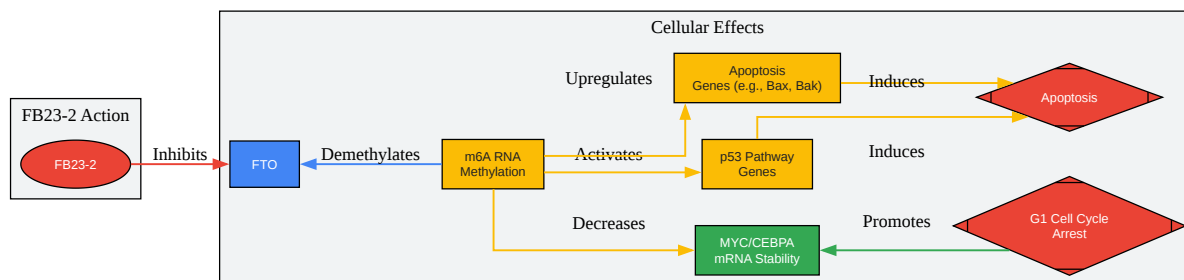 Cellular Effects
Upregulates
Apoptosis
Genes (e.g., Bax, Bak)
Induces
Apoptosis
FB23-2 Action
FB23-2
Inhibits
FTO
Demethylates
m6A RNA
Methylation
Activates
p53 Pathway
Genes
Induces
Decreases
MYC/CEBPA
mRNA Stability
Promotes
G1 Cell Cycle
Arrest